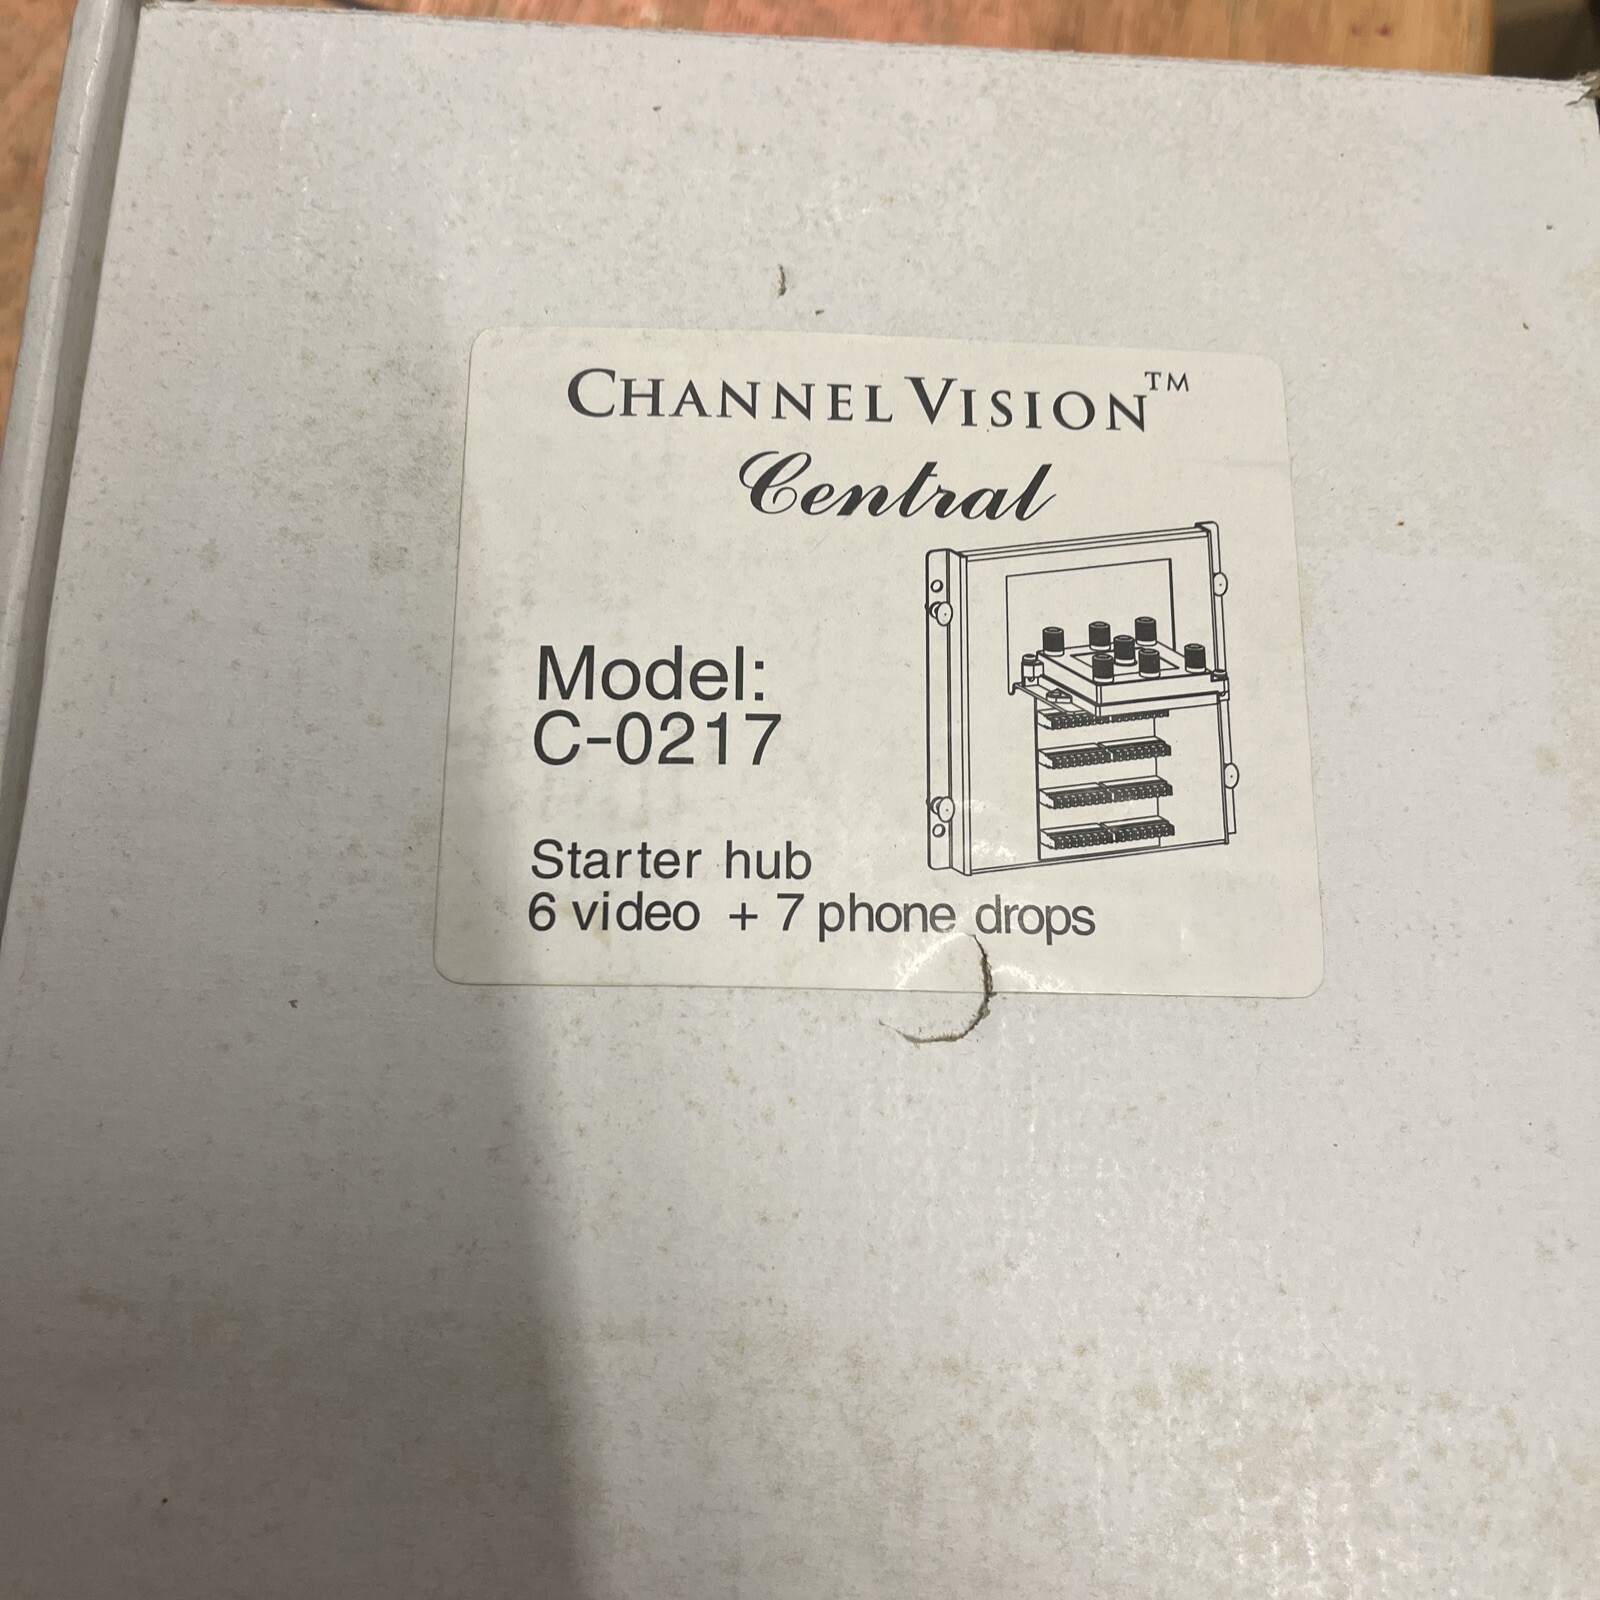 CHANNEL VISION™
Central
Model:
C-0217
Starter hub
6 video + 7 phone drops